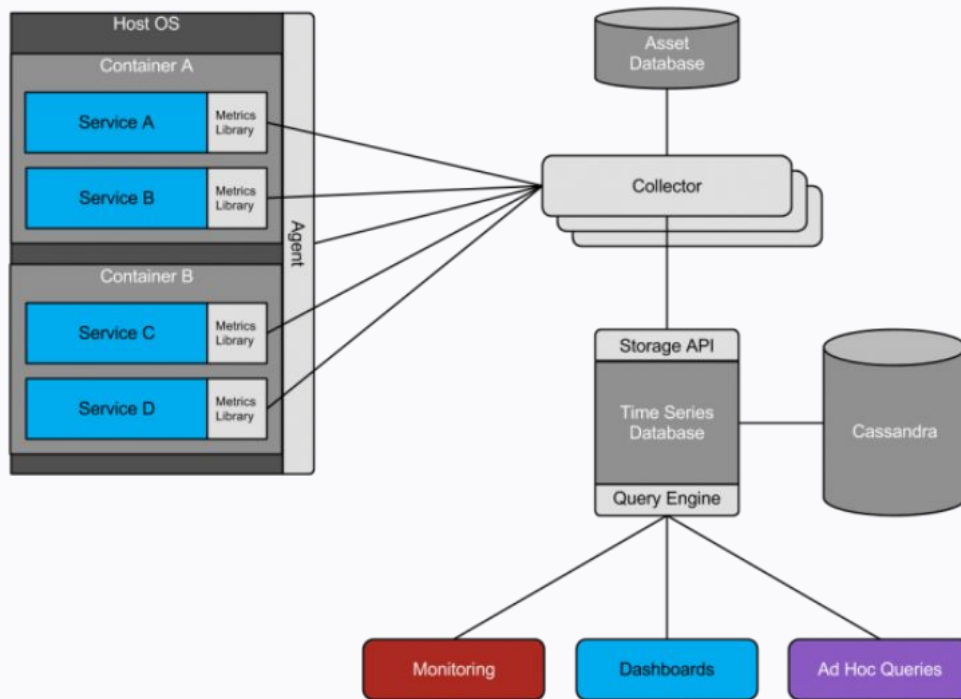 Host OS
Container A
Service A
Metrics
Library
Service B
Metrics
Library
Agent
Container B
Service C
Metrics
Library
Service D
Metrics
Library
Asset
Database
Collector
Storage API
Time Series
Database
Query Engine
Cassandra
Monitoring
Dashboards
Ad Hoc Queries